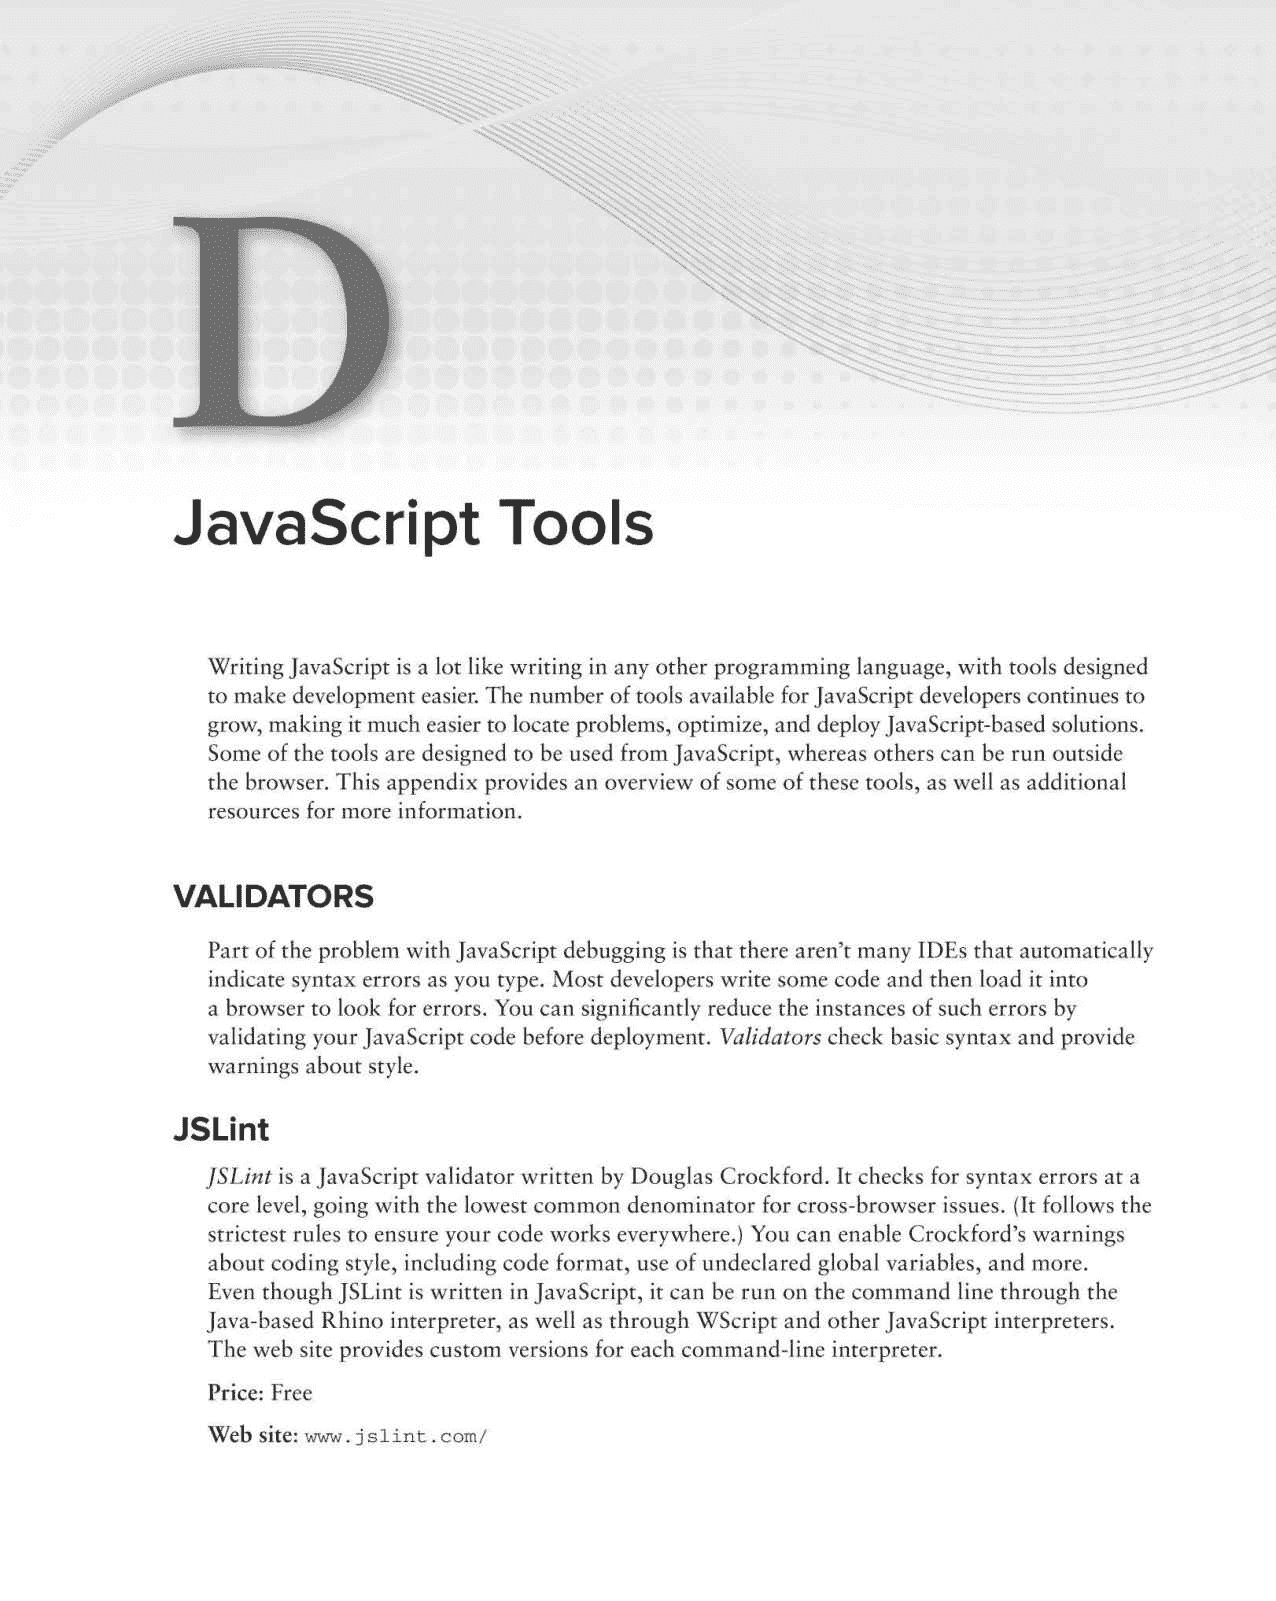 D
JavaScript Tools
Writing JavaScript is a lot like writing in any other programming language, with tools designed
to make development easier. The number of tools available for JavaScript developers continues to
grow, making it much easier to locate problems, optimize, and deploy JavaScript-based solutions.
Some of the tools are designed to be used from JavaScript, whereas others can be run outside
the browser. This appendix provides an overview of some of these tools, as well as additional
resources for more information.
VALIDATORS
Part of the problem with JavaScript debugging is that there aren't many IDEs that automatically
indicate syntax errors as you type. Most developers write some code and then load it into
a browser to look for errors. You can significantly reduce the instances of such errors by
validating your JavaScript code before deployment. Validators check basic syntax and provide
warnings about style.
JSLint
JSLint is a JavaScript validator written by Douglas Crockford. It checks for syntax errors at a
core level, going with the lowest common denominator for cross-browser issues. (It follows the
strictest rules to ensure your code works everywhere.) You can enable Crockford's warnings
about coding style, including code format, use of undeclared global variables, and more.
Even though JSLint is written in JavaScript, it can be run on the command line through the
Java-based Rhino interpreter, as well as through WScript and other JavaScript interpreters.
The web site provides custom versions for each command-line interpreter.
Price: Free
Web site: www.jslint.com/